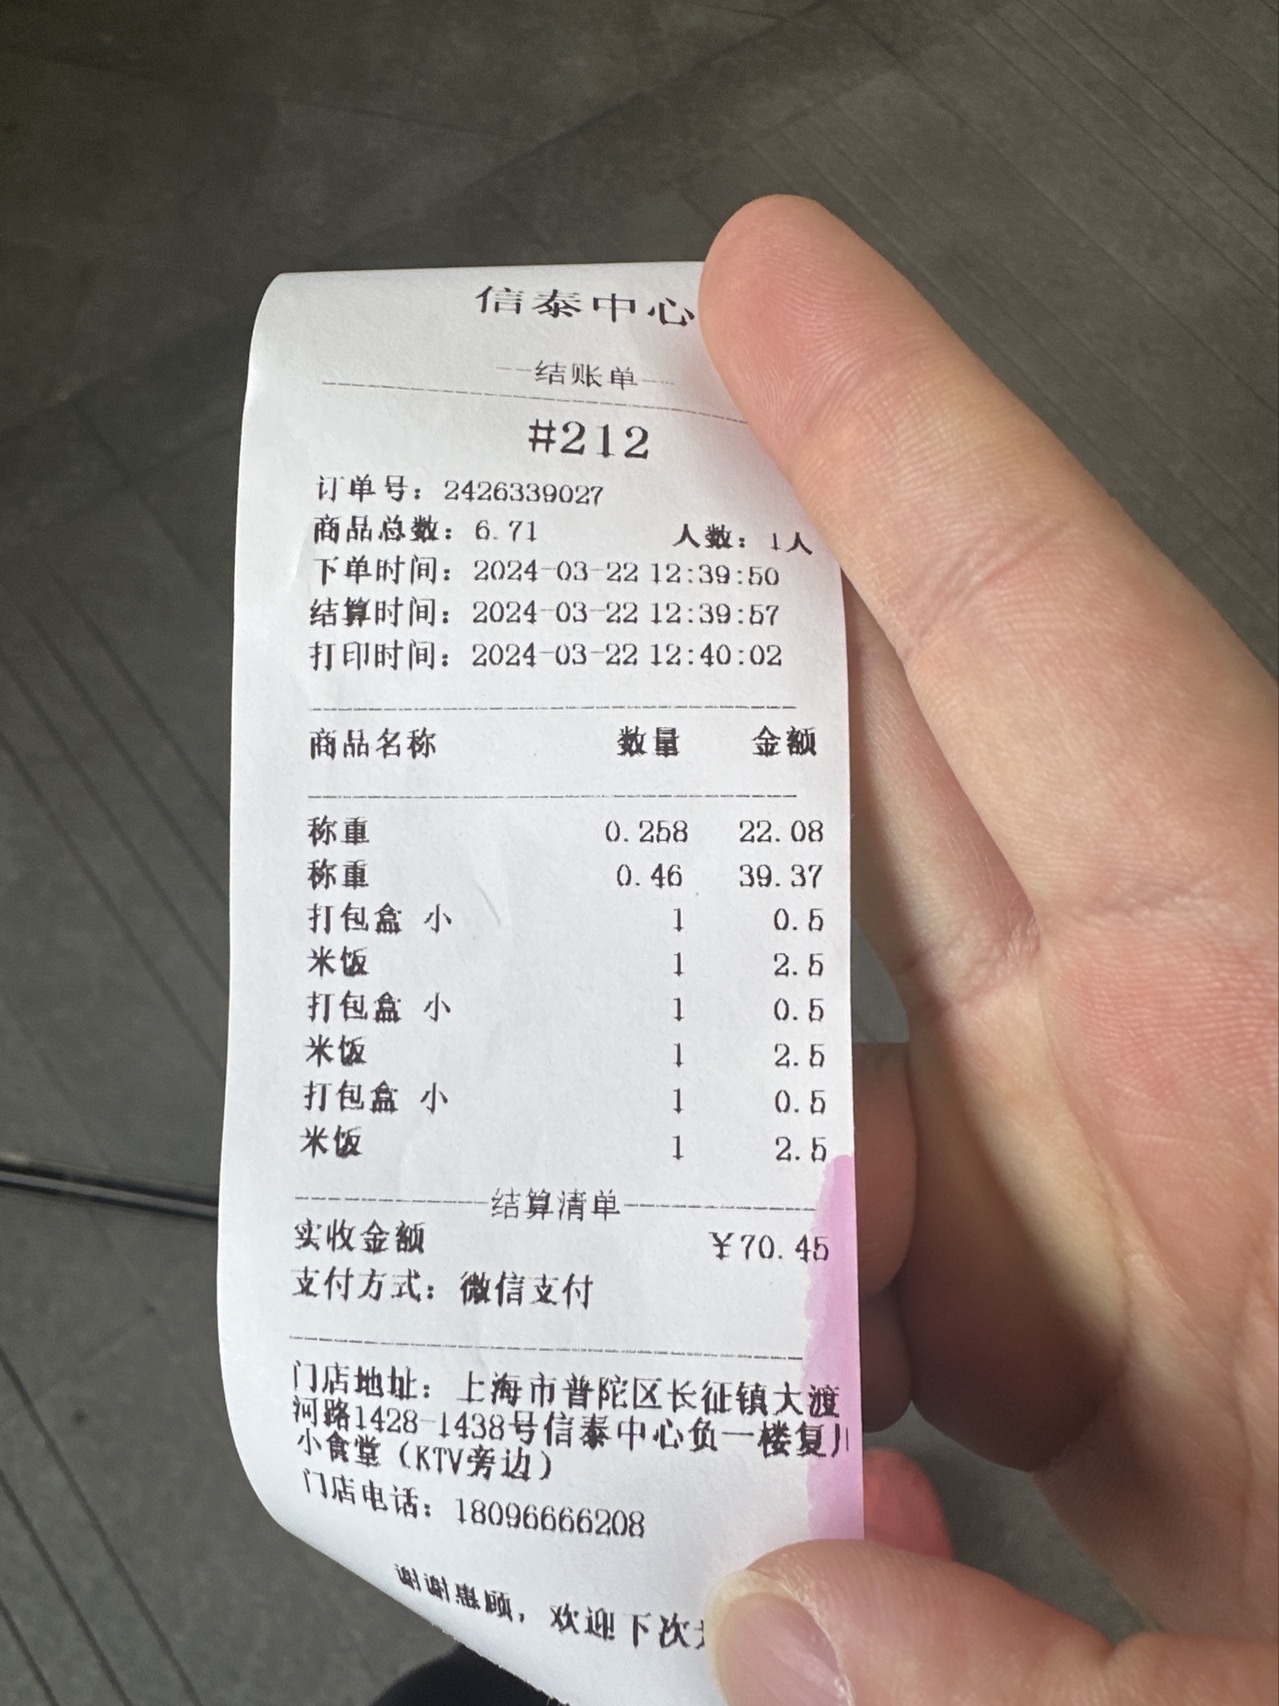 信泰中心
结账单
#212
订单号：2426339027
商品总数：6.71 人数：1人
下单时间：2024-03-22 12:39:50
结算时间：2024-03-22 12:39:57
打印时间：2024-03-22 12:40:02
商品名称 数量 金额
称重 0.258 22.08
称重 0.46 39.37
打包盒 小 1 0.5
米饭 1 2.5
打包盒 小 1 0.5
米饭 1 2.5
打包盒 小 1 0.5
米饭 1 2.5
结算清单
实收金额 ￥70.45
支付方式：微信支付
门店地址：上海市普陀区长征镇大渡
河路1428-1438号信泰中心负一楼复
小食堂（KTV旁边）
门店电话：18096666208
谢谢惠顾，欢迎下次